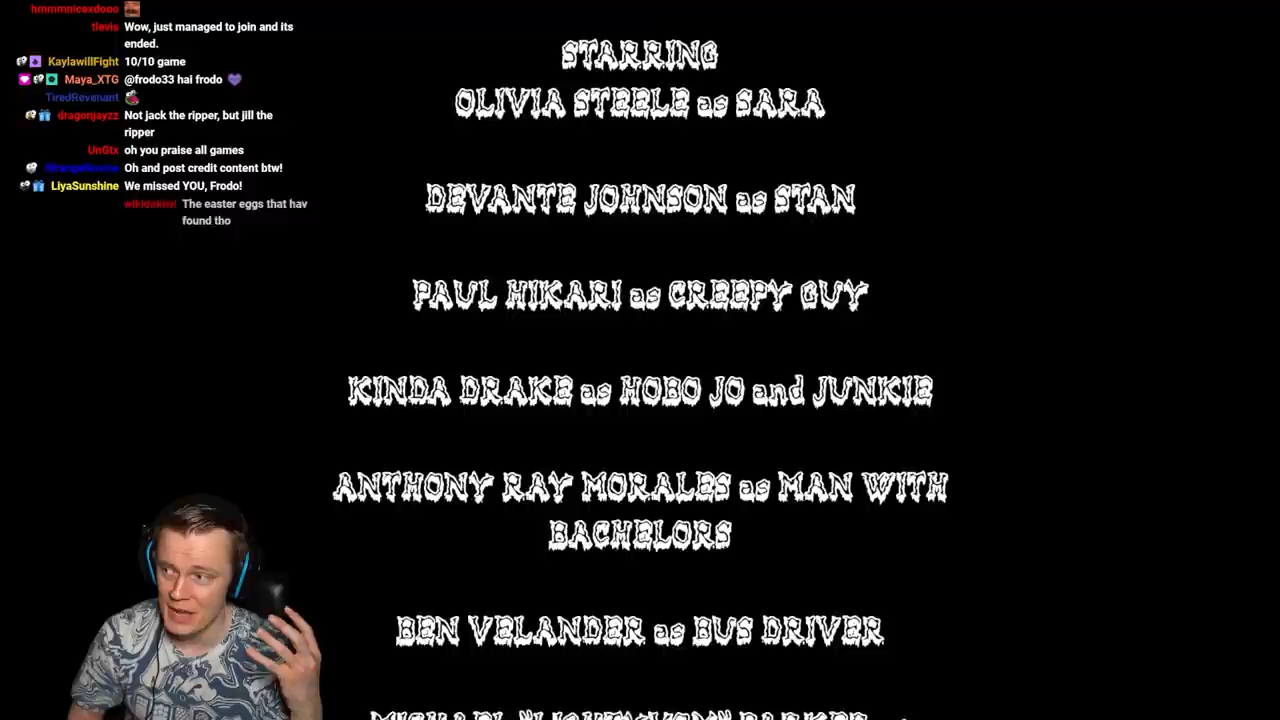 hmmmnicexdooo
tlevis Wow, just managed to join and its
ended.
KaylawillFight 10/10 game
Maya_XTG @frodo33 hai frodo
TiredRevenant
dragonjayzz Not jack the ripper, but jill the
ripper
UnGtx oh you praise all games
Oh and post credit content btw!
LiyaSunshine We missed YOU, Frodo!
The easter eggs that hav
found tho
STARRING
OLIVIA STEELE as SARA
DEVANTE JOHNSON as STAN
PAUL HIKARI as CREEPY GUY
KINDA DRAKE as HOBO JO and JUNKIE
ANTHONY RAY MORALES as MAN WITH
BACHELORS
BEN VELANDER as BUS DRIVER